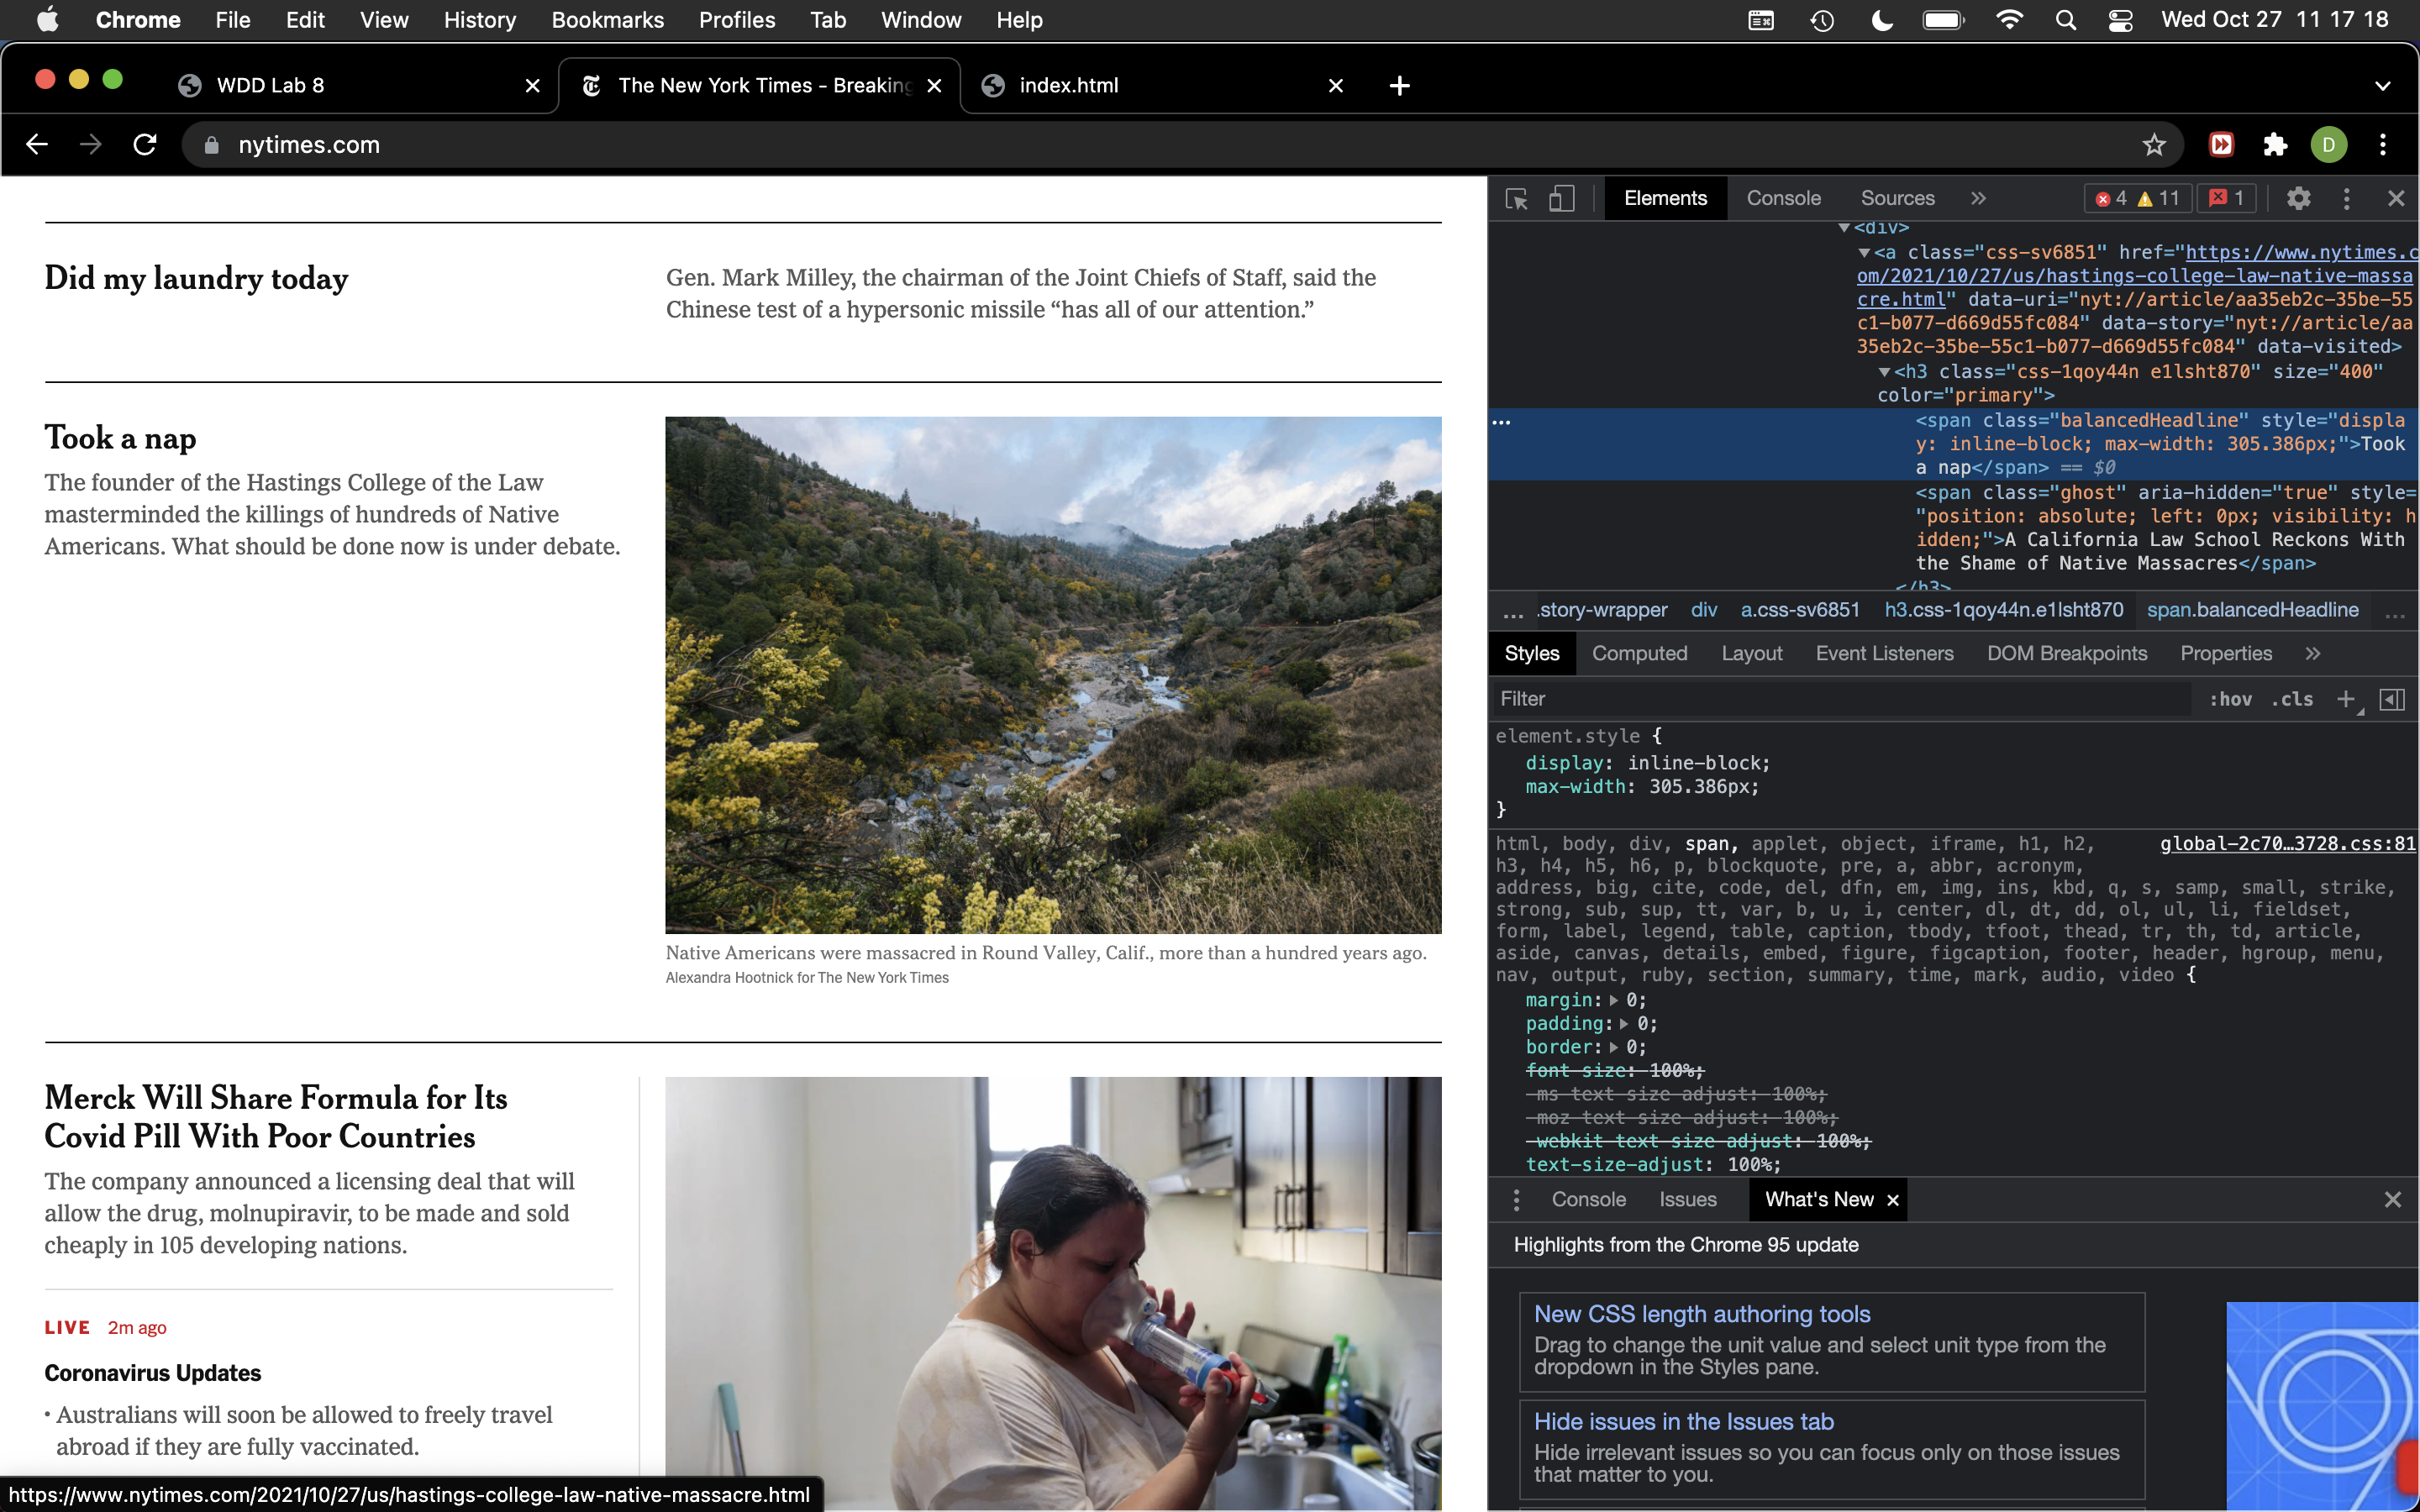 Chrome File Edit View History Bookmarks Profiles Tab Window Help Wed Oct 27 11 17 18
WDD Lab 8 The New York Times - Breaking index.html
nytimes.com D
Did my laundry today
Gen. Mark Milley, the chairman of the Joint Chiefs of Staff, said the
Chinese test of a hypersonic missile “has all of our attention.”
Took a nap
The founder of the Hastings College of the Law
masterminded the killings of hundreds of Native
Americans. What should be done now is under debate.
Native Americans were massacred in Round Valley, Calif., more than a hundred years ago.
Alexandra Hootnick for The New York Times
Merck Will Share Formula for Its
Covid Pill With Poor Countries
The company announced a licensing deal that will
allow the drug, molnupiravir, to be made and sold
cheaply in 105 developing nations.
LIVE 2m ago
Coronavirus Updates
• Australians will soon be allowed to freely travel
abroad if they are fully vaccinated.
https://www.nytimes.com/2021/10/27/us/hastings-college-law-native-massacre.html
Elements Console Sources » 4 11 1
<div>
<a class="css-sv6851" href="https://www.nytimes.c
om/2021/10/27/us/hastings-college-law-native-massa
cre.html" data-uri="nyt://article/aa35eb2c-35be-55
c1-b077-d669d55fc084" data-story="nyt://article/aa
35eb2c-35be-55c1-b077-d669d55fc084" data-visited>
<h3 class="css-1qoy44n e1lsht870" size="400"
color="primary">
… <span class="balancedHeadline" style="displa
y: inline-block; max-width: 305.386px;">Took
a nap</span> == $0
<span class="ghost" aria-hidden="true" style=
"position: absolute; left: 0px; visibility: h
idden;">A California Law School Reckons With
the Shame of Native Massacres</span>
</h3>
… .story-wrapper div a.css-sv6851 h3.css-1qoy44n.e1lsht870 span.balancedHeadline …
Styles Computed Layout Event Listeners DOM Breakpoints Properties »
Filter :hov .cls +
element.style {
display: inline-block;
max-width: 305.386px;
}
html, body, div, span, applet, object, iframe, h1, h2, global-2c70…3728.css:81
h3, h4, h5, h6, p, blockquote, pre, a, abbr, acronym,
address, big, cite, code, del, dfn, em, img, ins, kbd, q, s, samp, small, strike,
strong, sub, sup, tt, var, b, u, i, center, dl, dt, dd, ol, ul, li, fieldset,
form, label, legend, table, caption, tbody, tfoot, thead, tr, th, td, article,
aside, canvas, details, embed, figure, figcaption, footer, header, hgroup, menu,
nav, output, ruby, section, summary, time, mark, audio, video {
margin: 0;
padding: 0;
border: 0;
font-size: 100%;
-ms-text-size-adjust: 100%;
-moz-text-size-adjust: 100%;
-webkit-text-size-adjust: 100%;
text-size-adjust: 100%;
Console Issues What's New
Highlights from the Chrome 95 update
New CSS length authoring tools
Drag to change the unit value and select unit type from the
dropdown in the Styles pane.
Hide issues in the Issues tab
Hide irrelevant issues so you can focus only on those issues
that matter to you.